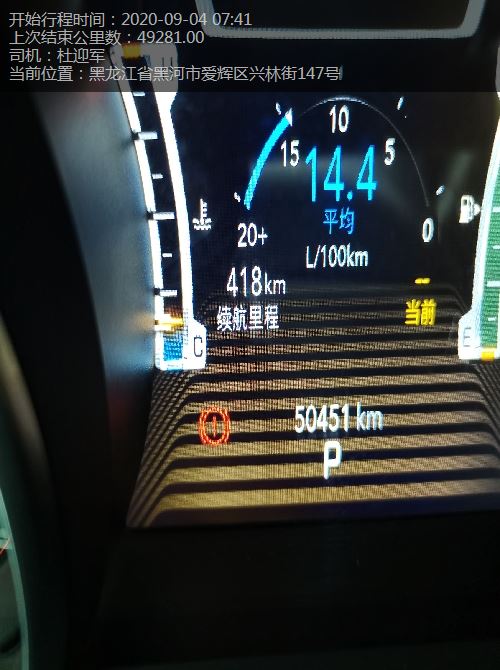 开始行程时间：2020-09-04 07:41
上次结束公里数：49281.00
司机：杜迎军
当前位置：黑龙江省黑河市爱辉区兴林街147号
H
10
15
5
14.4
平均
20+
0
L/100km
418km
续航里程
当前
C
E
50451 km
P